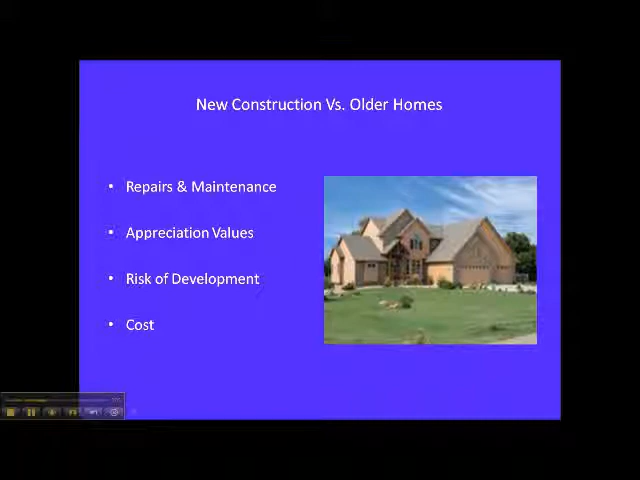 New Construction Vs. Older Homes
• Repairs & Maintenance
• Appreciation Values
• Risk of Development
• Cost